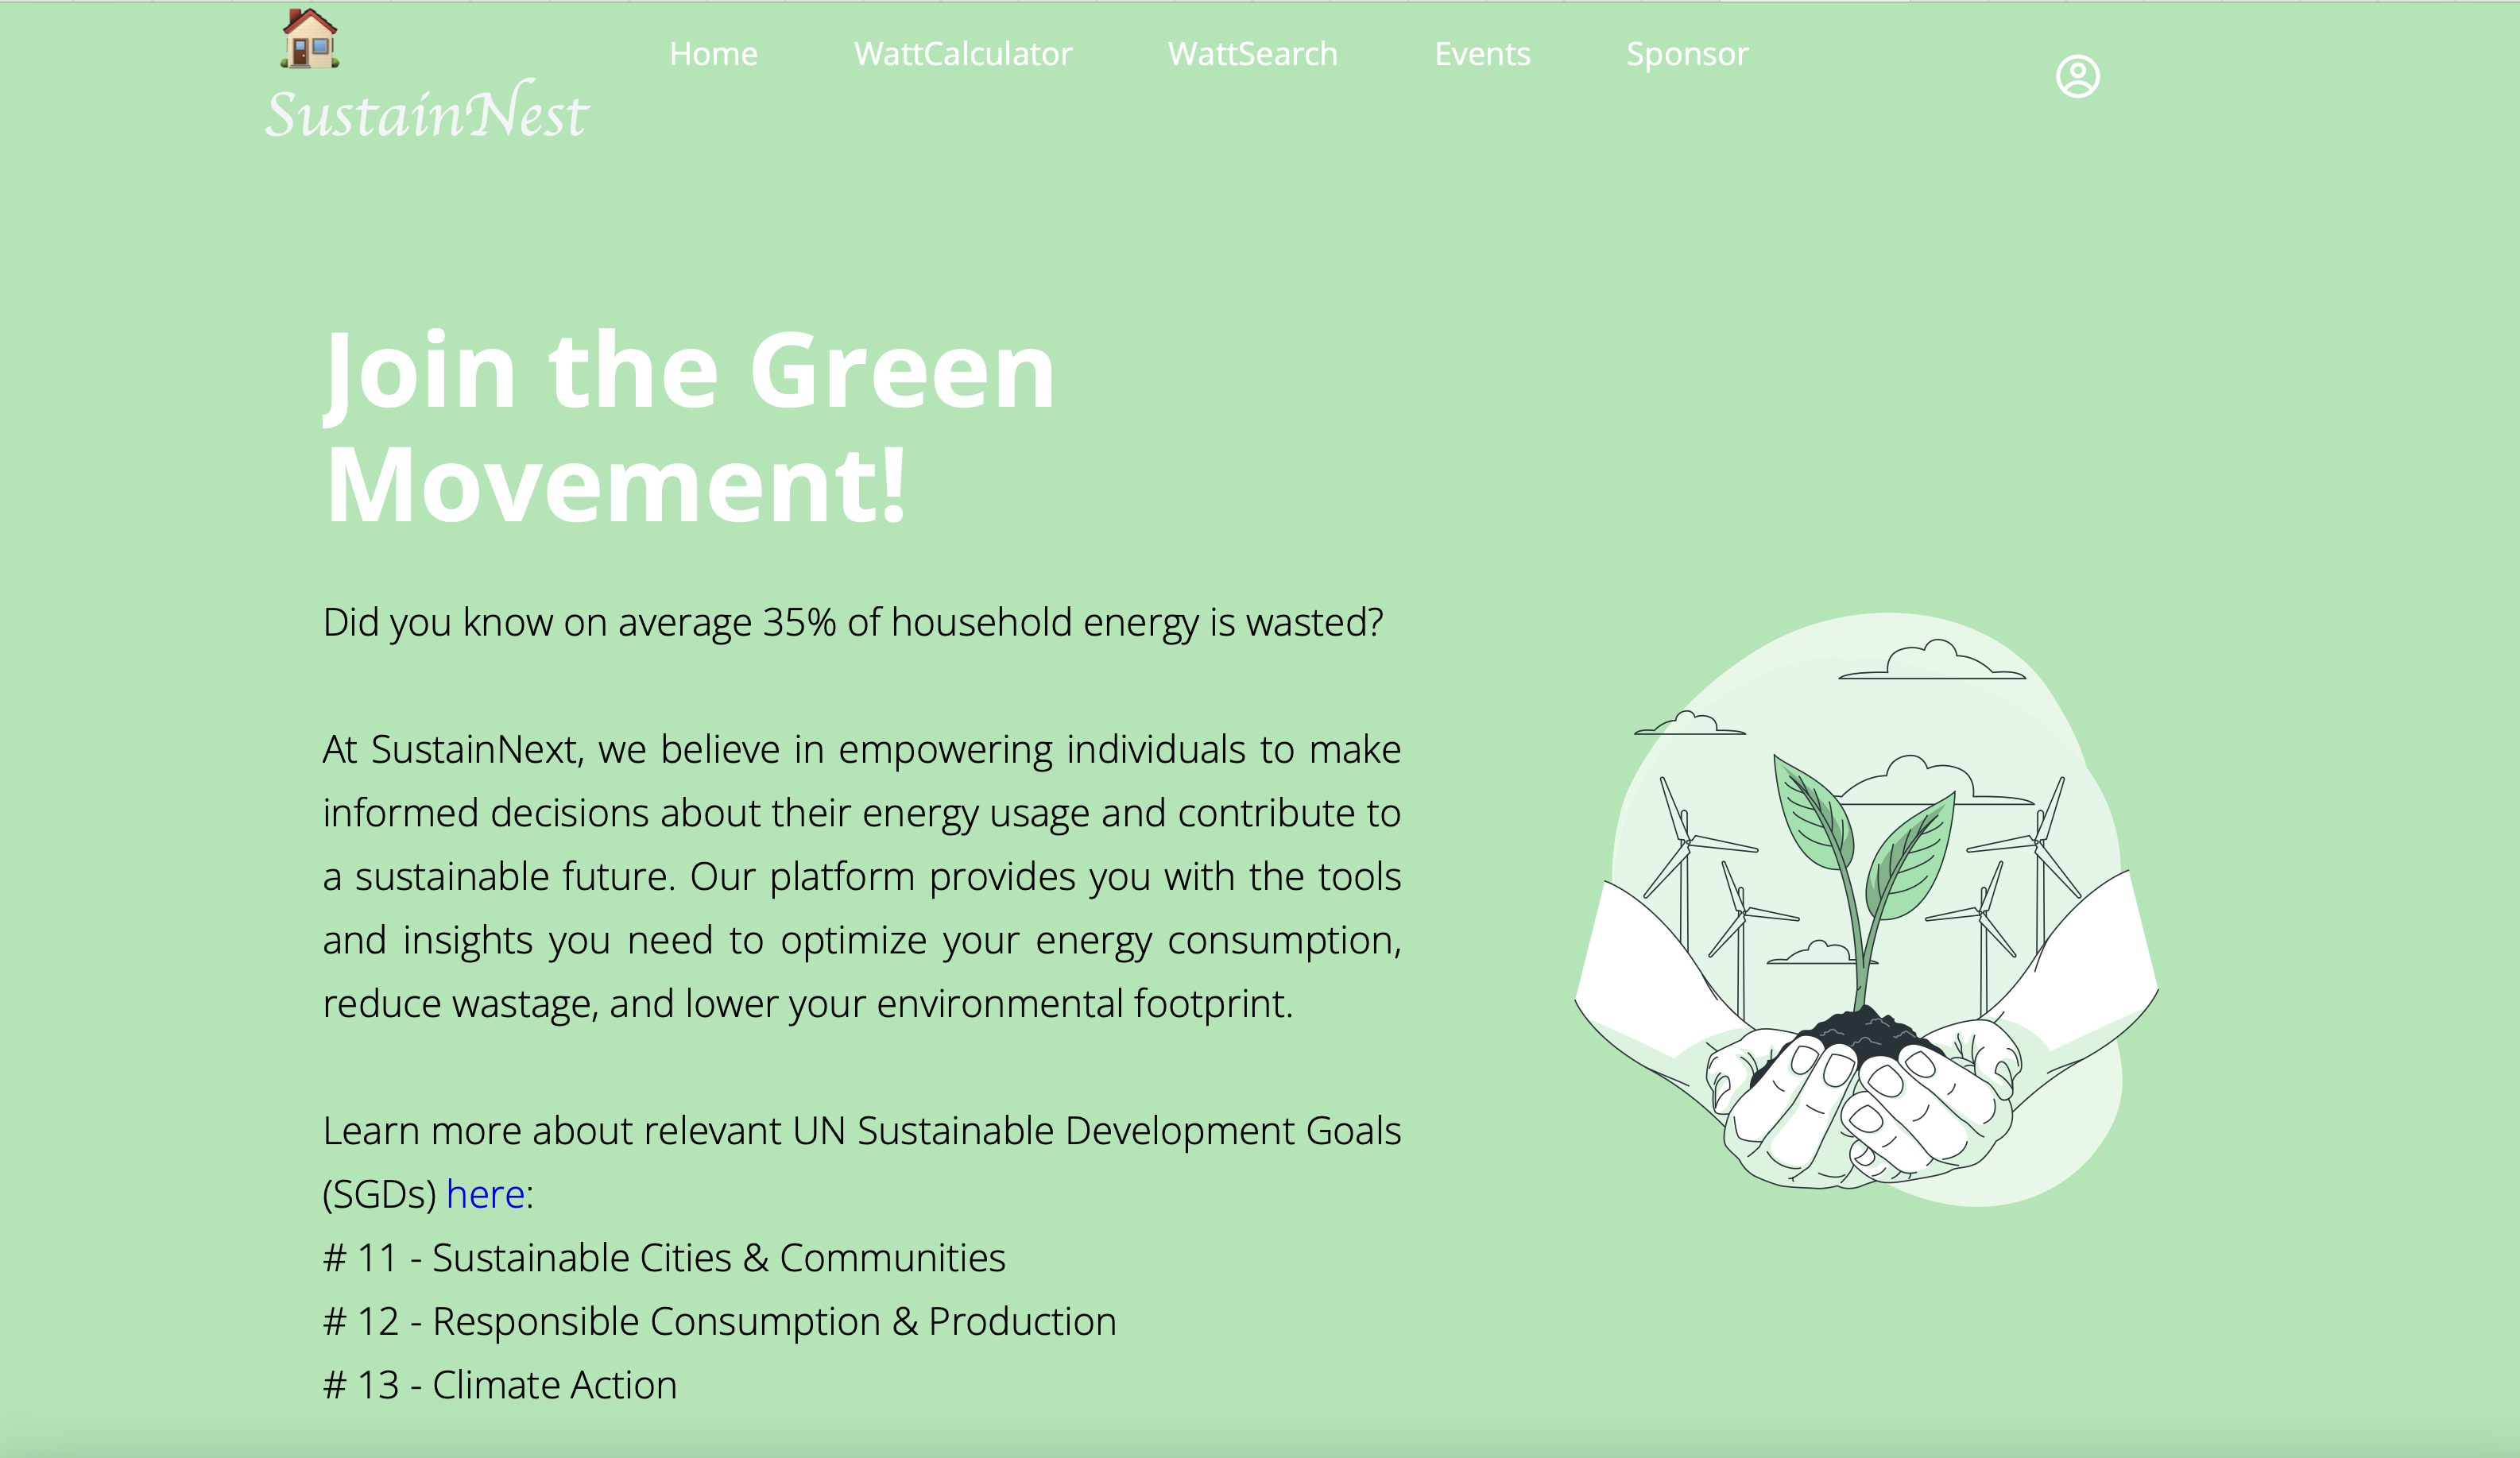 Home WattCalculator WattSearch Events Sponsor
SustainNest
Join the Green
Movement!
Did you know on average 35% of household energy is wasted?
At SustainNext, we believe in empowering individuals to make
informed decisions about their energy usage and contribute to
a sustainable future. Our platform provides you with the tools
and insights you need to optimize your energy consumption,
reduce wastage, and lower your environmental footprint.
Learn more about relevant UN Sustainable Development Goals
(SGDs) here:
# 11 - Sustainable Cities & Communities
# 12 - Responsible Consumption & Production
# 13 - Climate Action